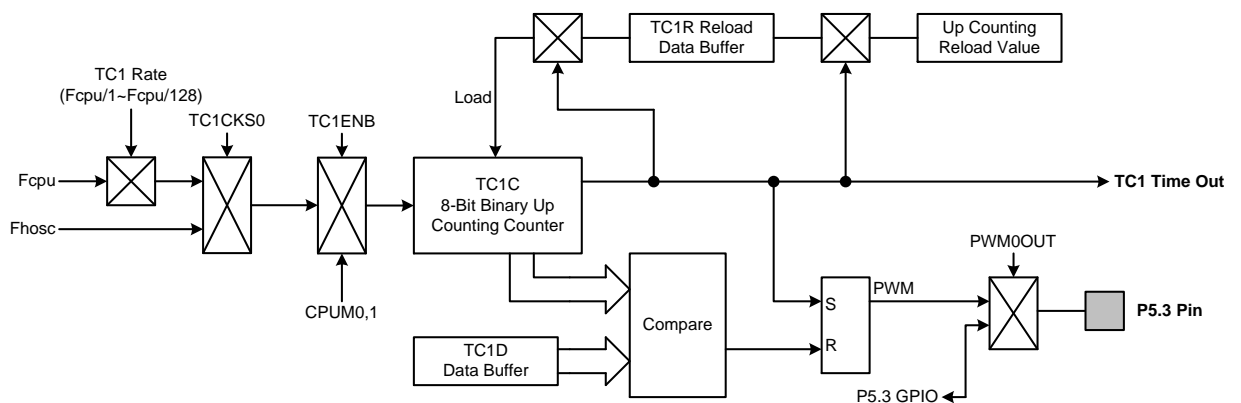 TC1R Reload
Data Buffer
Up Counting
Reload Value
TC1 Rate
(Fcpu/1~Fcpu/128)
Load
TC1CKS0
TC1ENB
Fcpu
TC1C
8-Bit Binary Up
Counting Counter
TC1 Time Out
Fhosc
PWM0OUT
CPUM0,1
Compare
S
PWM
R
P5.3 Pin
TC1D
Data Buffer
P5.3 GPIO